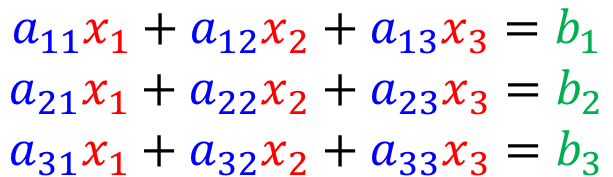 a₁₁x₁ + a₁₂x₂ + a₁₃x₃ = b₁
a₂₁x₁ + a₂₂x₂ + a₂₃x₃ = b₂
a₃₁x₁ + a₃₂x₂ + a₃₃x₃ = b₃